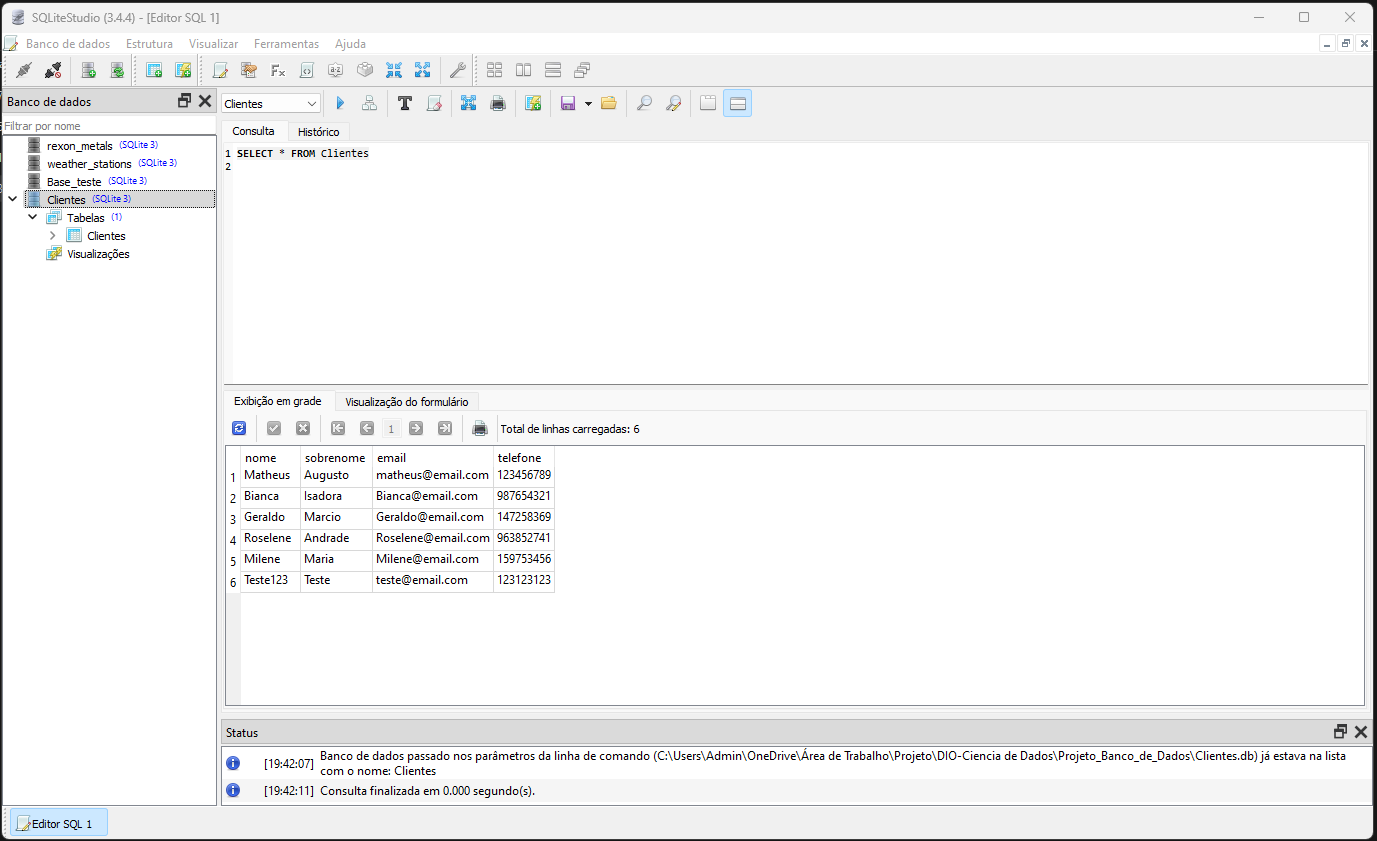 SQLiteStudio (3.4.4) - [Editor SQL 1]
Banco de dados Estrutura Visualizar Ferramentas Ajuda
Banco de dados
Filtrar por nome
rexon_metals (SQLite 3)
weather_stations (SQLite 3)
Base_teste (SQLite 3)
Clientes (SQLite 3)
Tabelas (1)
Clientes
Visualizações
Clientes
Consulta Histórico
1 SELECT * FROM Clientes
2
Exibição em grade Visualização do formulário
1 Total de linhas carregadas: 6
nome sobrenome email telefone
1 Matheus Augusto matheus@email.com 123456789
2 Bianca Isadora Bianca@email.com 987654321
3 Geraldo Marcio Geraldo@email.com 147258369
4 Roselene Andrade Roselene@email.com 963852741
5 Milene Maria Milene@email.com 159753456
6 Teste123 Teste teste@email.com 123123123
Status
[19:42:07] Banco de dados passado nos parâmetros da linha de comando (C:\Users\Admin\OneDrive\Área de Trabalho\Projeto\DIO-Ciencia de Dados\Projeto_Banco_de_Dados\Clientes.db) já estava na lista
com o nome: Clientes
[19:42:11] Consulta finalizada em 0.000 segundo(s).
Editor SQL 1